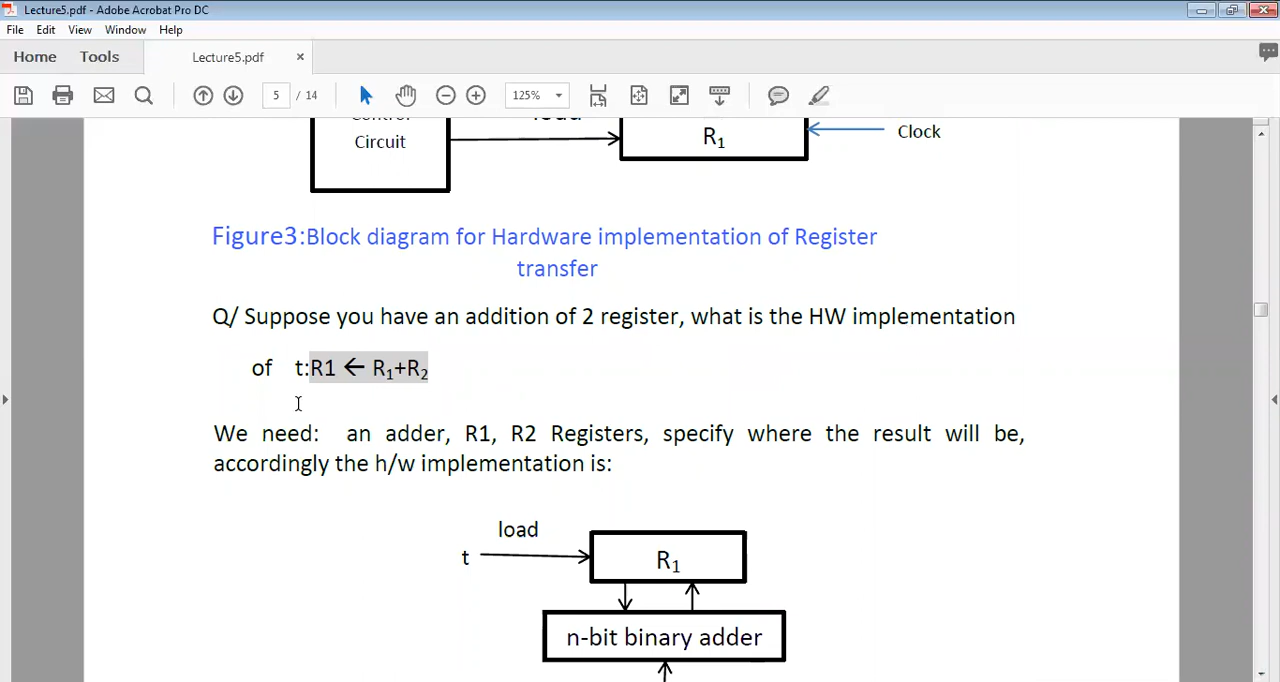 Lecture5.pdf - Adobe Acrobat Pro DC
File Edit View Window Help
Home Tools Lecture5.pdf ×
5 / 14 125%
Control load
Circuit R₁ Clock
Figure3:Block diagram for Hardware implementation of Register
transfer
Q/ Suppose you have an addition of 2 register, what is the HW implementation
of t:R1 ← R₁+R₂
We need: an adder, R1, R2 Registers, specify where the result will be,
accordingly the h/w implementation is:
load
t R₁
n-bit binary adder